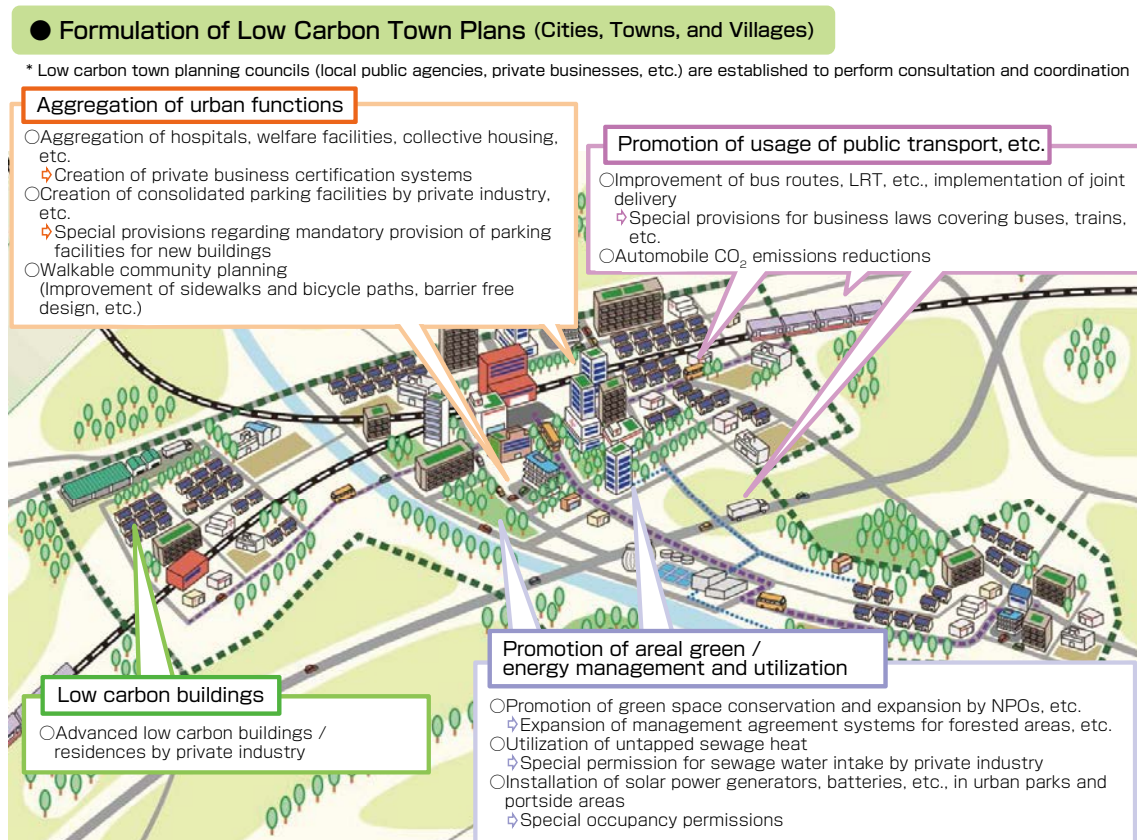 ● Formulation of Low Carbon Town Plans (Cities, Towns, and Villages)
* Low carbon town planning councils (local public agencies, private businesses, etc.) are established to perform consultation and coordination
Aggregation of urban functions
○Aggregation of hospitals, welfare facilities, collective housing,
etc.
⇨Creation of private business certification systems
○Creation of consolidated parking facilities by private industry,
etc.
⇨Special provisions regarding mandatory provision of parking
facilities for new buildings
○Walkable community planning
(Improvement of sidewalks and bicycle paths, barrier free
design, etc.)
Promotion of usage of public transport, etc.
○Improvement of bus routes, LRT, etc., implementation of joint
delivery
⇨Special provisions for business laws covering buses, trains,
etc.
○Automobile CO₂ emissions reductions
Low carbon buildings
○Advanced low carbon buildings /
residences by private industry
Promotion of areal green /
energy management and utilization
○Promotion of green space conservation and expansion by NPOs, etc.
⇨Expansion of management agreement systems for forested areas, etc.
○Utilization of untapped sewage heat
⇨Special permission for sewage water intake by private industry
○Installation of solar power generators, batteries, etc., in urban parks and
portside areas
⇨Special occupancy permissions